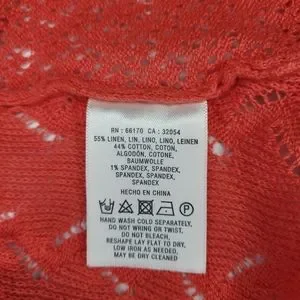 RN : 66170 CA : 32054
55% LINEN, LIN, LINO, LINO, LEINEN
44% COTTON, COTON,
ALGODÓN, COTONE,
BAUMWOLLE
1% SPANDEX, SPANDEX,
SPANDEX, SPANDEX,
SPANDEX
HECHO EN CHINA
HAND WASH COLD SEPARATELY,
DO NOT WRING OR TWIST,
DO NOT BLEACH,
RESHAPE LAY FLAT TO DRY,
LOW IRON AS NEEDED,
MAY BE DRY CLEANED